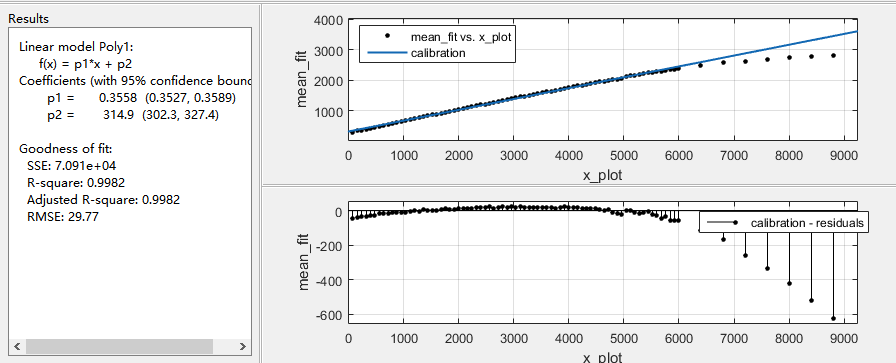 Results
Linear model Poly1:
f(x) = p1*x + p2
Coefficients (with 95% confidence bound
p1 = 0.3558 (0.3527, 0.3589)
p2 = 314.9 (302.3, 327.4)
Goodness of fit:
SSE: 7.091e+04
R-square: 0.9982
Adjusted R-square: 0.9982
RMSE: 29.77
4000
3000
2000
1000
mean_fit
mean_fit vs. x_plot
calibration
0 1000 2000 3000 4000 5000 6000 7000 8000 9000
x_plot
0
-200
-400
-600
mean_fit
calibration - residuals
0 1000 2000 3000 4000 5000 6000 7000 8000 9000
x_plot